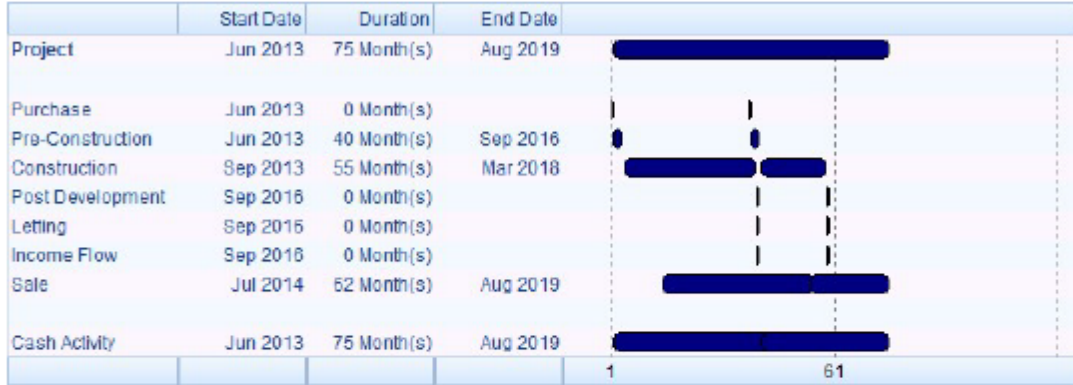 Start Date Duration End Date
Project Jun 2013 75 Month(s) Aug 2019
Purchase Jun 2013 0 Month(s)
Pre-Construction Jun 2013 40 Month(s) Sep 2016
Construction Sep 2013 55 Month(s) Mar 2018
Post Development Sep 2016 0 Month(s)
Letting Sep 2016 0 Month(s)
Income Flow Sep 2016 0 Month(s)
Sale Jul 2014 62 Month(s) Aug 2019
Cash Activity Jun 2013 75 Month(s) Aug 2019
1 61